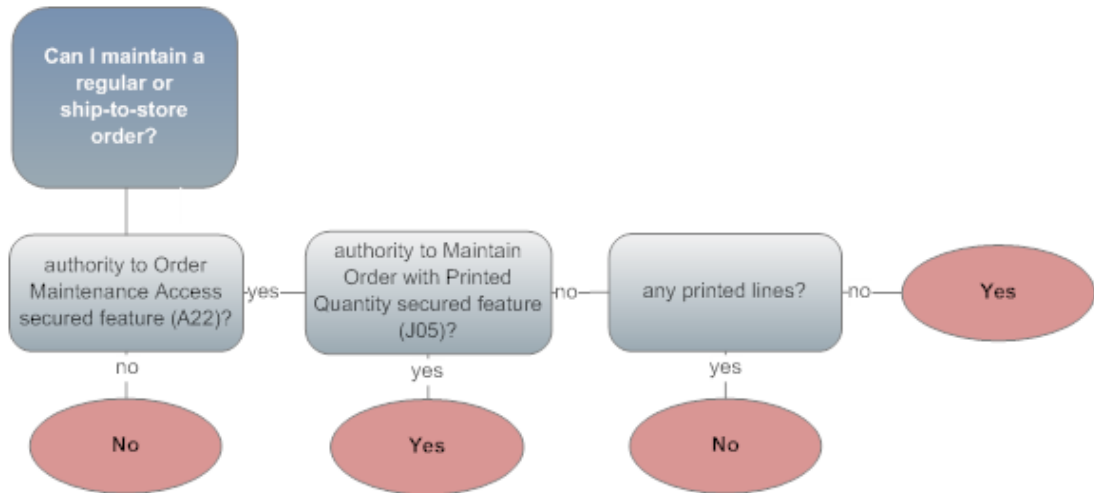 Can I maintain a
regular or
ship-to-store
order?
authority to Order
Maintenance Access
secured feature (A22)?
yes
authority to Maintain
Order with Printed
Quantity secured feature
(J05)?
no
any printed lines?
no
Yes
no
yes
yes
No
Yes
No